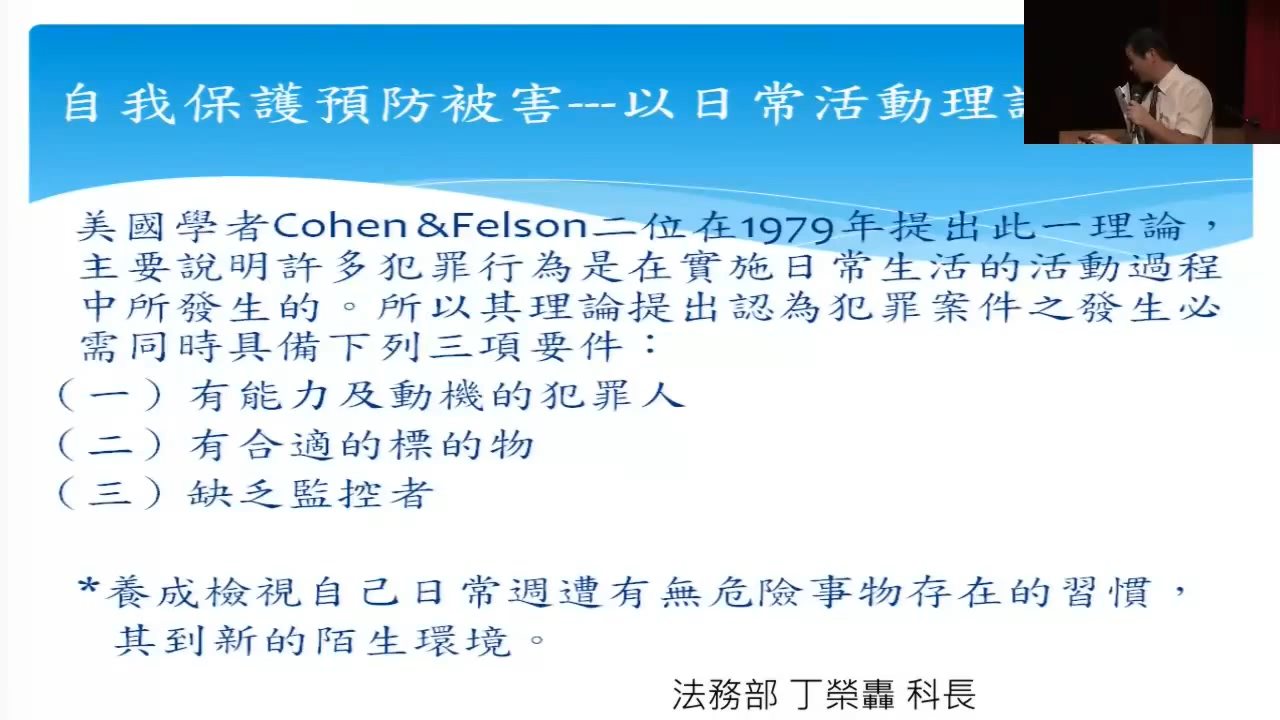 自我保護預防被害---以日常活動理
美國學者Cohen&Felson二位在1979年提出此一理論，
主要說明許多犯罪行為是在實施日常生活的活動過程
中所發生的。所以其理論提出認為犯罪案件之發生必
需同時具備下列三項要件：
（一）有能力及動機的犯罪人
（二）有合適的標的物
（三）缺乏監控者
*養成檢視自己日常週遭有無危險事物存在的習慣，
其到新的陌生環境。
法務部 丁榮轟 科長